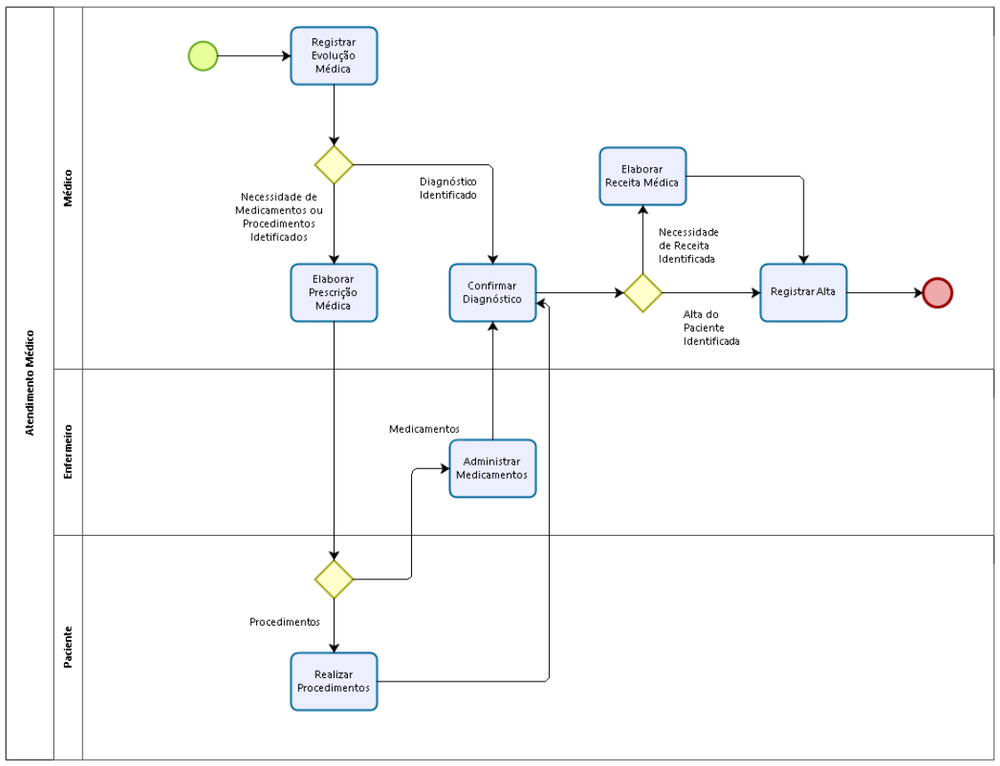 Atendimento Médico
Médico
Registrar
Evolução
Médica
Necessidade de
Medicamentos ou
Procedimentos
Idetificados
Diagnóstico
Identificado
Elaborar
Prescrição
Médica
Confirmar
Diagnóstico
Elaborar
Receita Médica
Necessidade
de Receita
Identificada
Alta do
Paciente
Identificada
Registrar Alta
Enfermeiro
Medicamentos
Administrar
Medicamentos
Paciente
Procedimentos
Realizar
Procedimentos